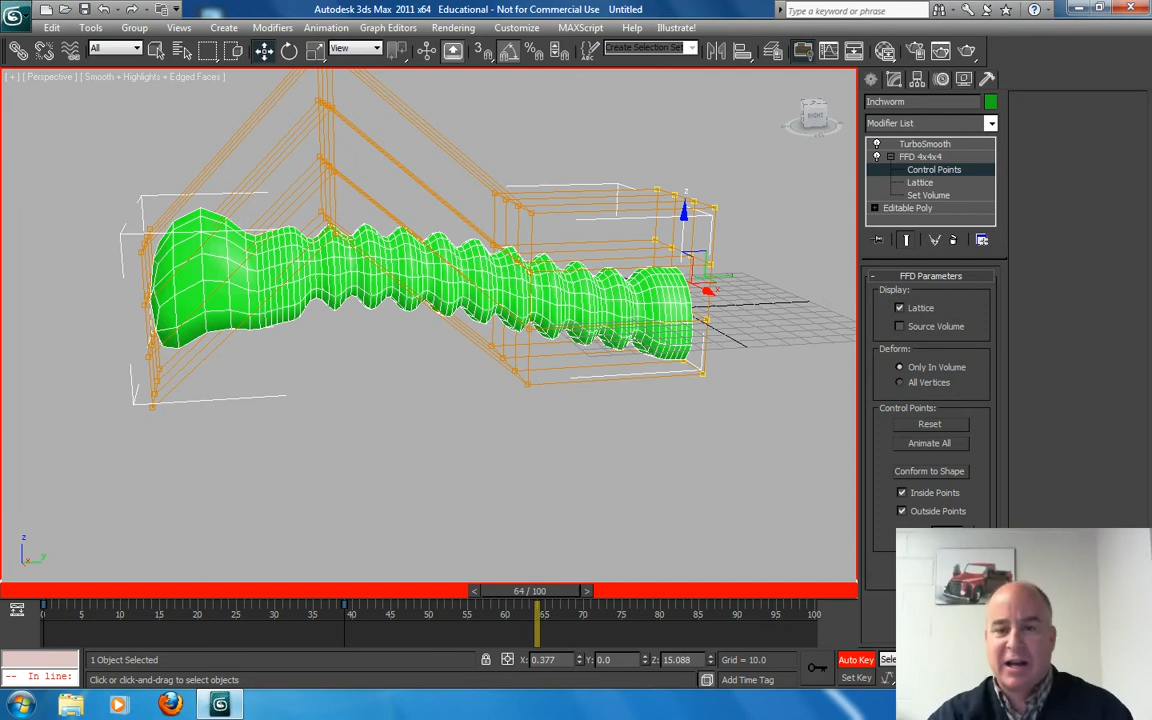 Autodesk 3ds Max 2011 x64 - Educational - Not for Commercial Use - Untitled
Type a keyword or phrase
Edit Tools Group Views Create Modifiers Animation Graph Editors Rendering Customize MAXScript Illustrate! Help
All View Create Selection Set
[ + ] [ Perspective ] [ Smooth + Highlights + Edged Faces ]
RIGHT
Inchworm
Modifier List
TurboSmooth
FFD 4x4x4
Control Points
Lattice
Set Volume
Editable Poly
FFD Parameters
Display:
Lattice
Source Volume
Deform:
Only In Volume
All Vertices
Control Points:
Reset
Animate All
Conform to Shape
Inside Points
Outside Points
z
x
z
x y
< 64 / 100 >
0 5 10 15 20 25 30 35 40 45 50 55 60 65 70 75 80 85 90 95 100
1 Object Selected X: 0.377 Y: 0.0 Z: 15.088 Grid = 10.0 Auto Key Sele
-- In line: Click or click-and-drag to select objects Add Time Tag Set Key